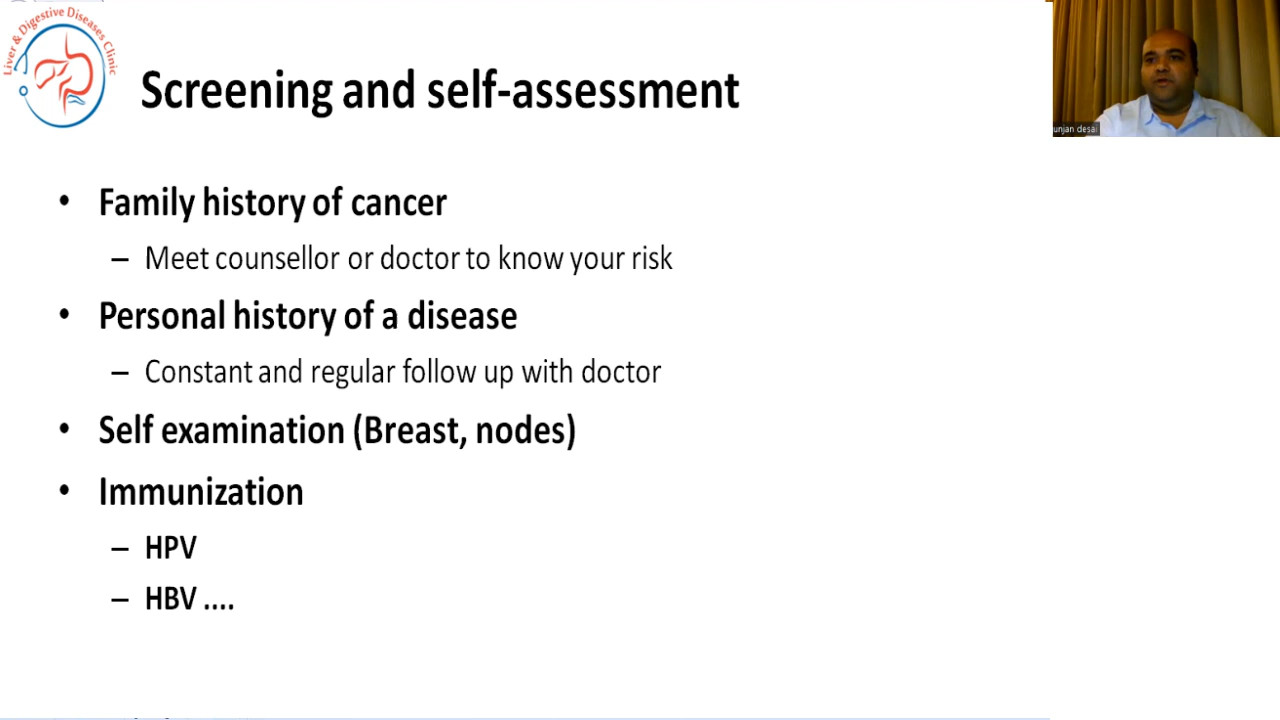 Liver & Digestive Diseases Clinic
Screening and self-assessment
unjan desai
• Family history of cancer
– Meet counsellor or doctor to know your risk
• Personal history of a disease
– Constant and regular follow up with doctor
• Self examination (Breast, nodes)
• Immunization
– HPV
– HBV ....